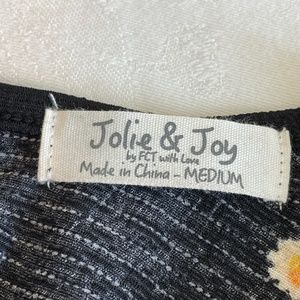 Jolie & Joy
by FCT with Love
Made in China - MEDIUM